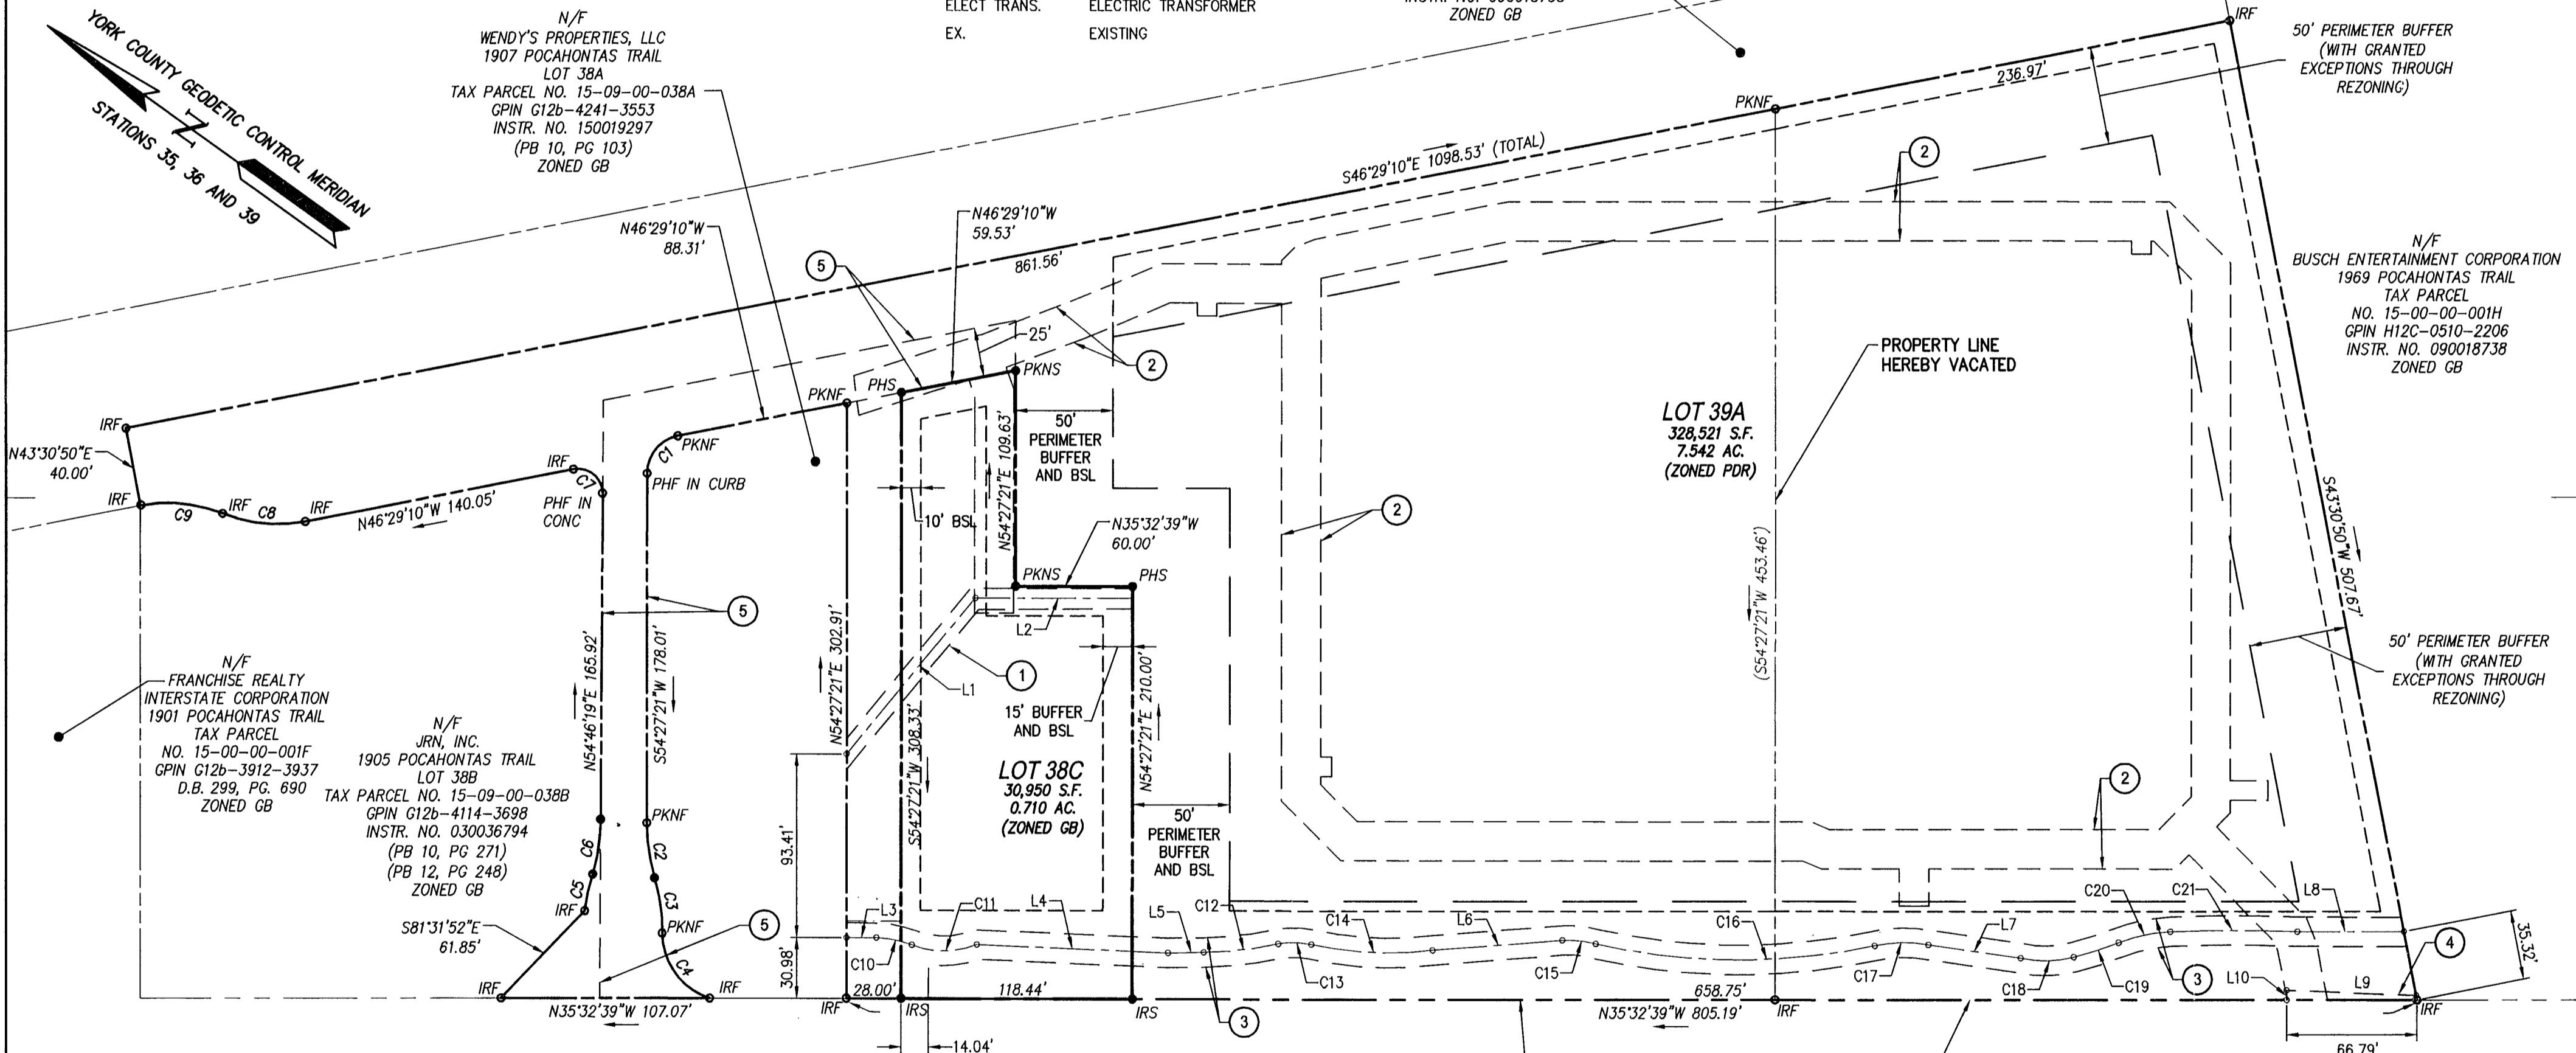 ELECT TRANS. ELECTRIC TRANSFORMER
EX. EXISTING
ZONED GB
YORK COUNTY GEODETIC CONTROL MERIDIAN
N
STATIONS 35, 36 AND 39
N/F
WENDY'S PROPERTIES, LLC
1907 POCAHONTAS TRAIL
LOT 38A
TAX PARCEL NO. 15-09-00-038A
GPIN G12b-4241-3553
INSTR. NO. 150019297
(PB 10, PG 103)
ZONED GB
IRF
50' PERIMETER BUFFER
(WITH GRANTED
EXCEPTIONS THROUGH
REZONING)
236.97'
PKNF
S46°29'10"E 1098.53' (TOTAL)
861.56'
2
N46°29'10"W
59.53'
N46°29'10"W
88.31'
5
25'
2
N/F
BUSCH ENTERTAINMENT CORPORATION
1969 POCAHONTAS TRAIL
TAX PARCEL
NO. 15-00-00-001H
GPIN H12C-0510-2206
INSTR. NO. 090018738
ZONED GB
PROPERTY LINE
HEREBY VACATED
PKNS
PHS
PKNF
PKNF
C1
PHF IN CURB
IRF
N43°30'50"E
40.00'
IRF
C9
IRF
C8
IRF
N46°29'10"W 140.05'
IRF
C7
PHF IN
CONC
50'
PERIMETER
BUFFER
AND BSL
N54°27'21"E 109.63'
10' BSL
LOT 39A
328,521 S.F.
7.542 AC.
(ZONED PDR)
2
N35°32'39"W
60.00'
PKNS
PHS
S43°30'50"W 507.67'
(S54°27'21"W 453.46')
5
L2
1
L1
15' BUFFER
AND BSL
N54°27'21"E 210.00'
N54°46'19"E 165.92'
S54°27'21"W 178.01'
N54°27'21"E 302.91'
S54°27'21"W 308.33'
50' PERIMETER BUFFER
(WITH GRANTED
EXCEPTIONS THROUGH
REZONING)
N/F
FRANCHISE REALTY
INTERSTATE CORPORATION
1901 POCAHONTAS TRAIL
TAX PARCEL
NO. 15-00-00-001F
GPIN G12b-3912-3937
D.B. 299, PG. 690
ZONED GB
N/F
JRN, INC.
1905 POCAHONTAS TRAIL
LOT 38B
TAX PARCEL NO. 15-09-00-038B
GPIN G12b-4114-3698
INSTR. NO. 030036794
(PB 10, PG 271)
(PB 12, PG 248)
ZONED GB
LOT 38C
30,950 S.F.
0.710 AC.
(ZONED GB)
50'
PERIMETER
BUFFER
AND BSL
2
93.41'
30.98'
PKNF
C2
C6
C5
C3
IRF
PKNF
5
C4
S81°31'52"E
61.85'
IRF
IRF
N35°32'39"W 107.07'
L3
C11
L4
L5
C12
C14
L6
C16
L7
C20
C21
L8
C10
C13
C15
C17
C18
C19
3
L10
L9
4
35.32'
28.00'
118.44'
658.75'
IRF
IRS
IRS
3
N35°32'39"W 805.19'
IRF
IRF
14.04'
66.79'